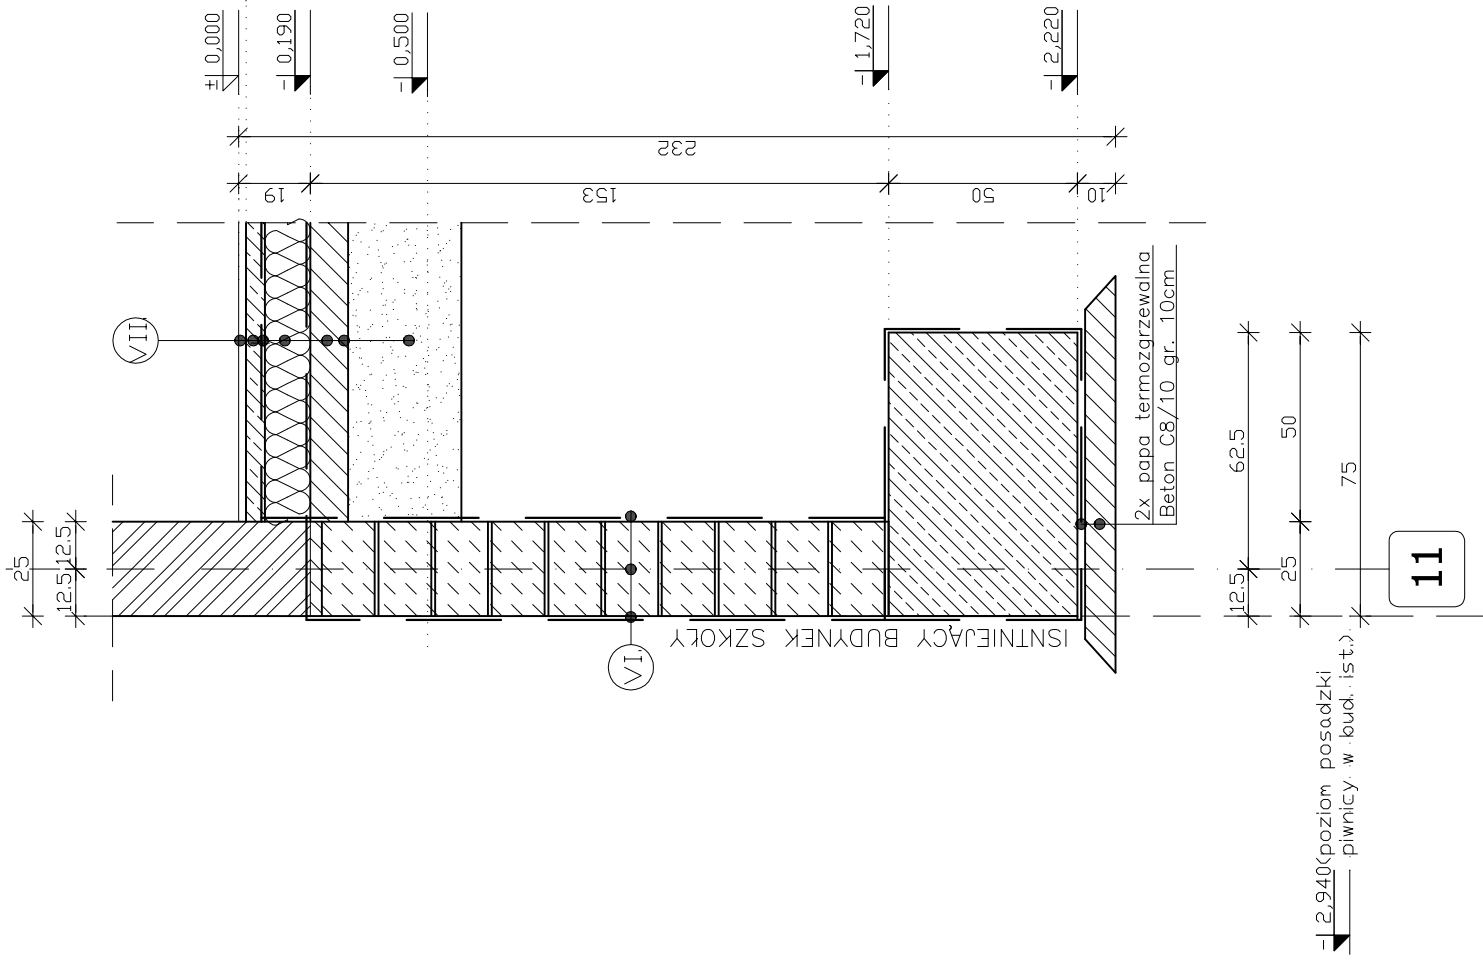 ± 0,000
- 0,190
- 0,500
- 1,720
- 2,220
232
19
153
50
10
VII.
25
12.5
12.5
VI.
ISNTNIEJĄCY BUDYNEK SZKOŁY
2x papa termozgrzewalna
Beton C8/10 gr. 10cm
12.5
62.5
25
50
75
11
- 2,940(poziom posadzki
piwnicy w bud. ist.)